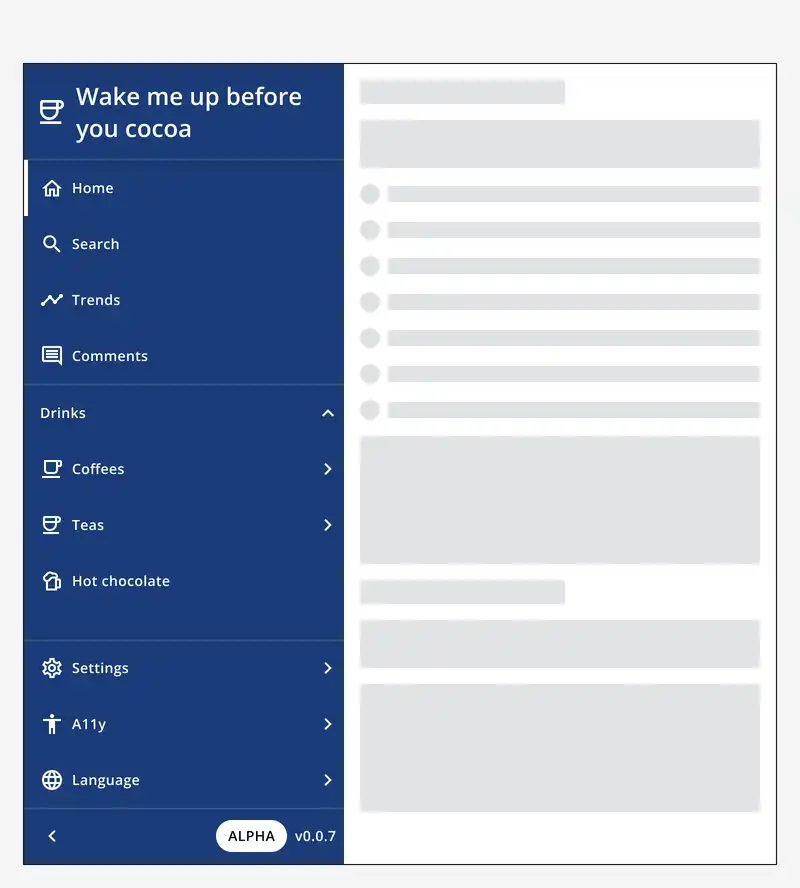 Wake me up before
you cocoa
Home
Search
Trends
Comments
Drinks
Coffees
Teas
Hot chocolate
Settings
A11y
Language
ALPHA v0.0.7